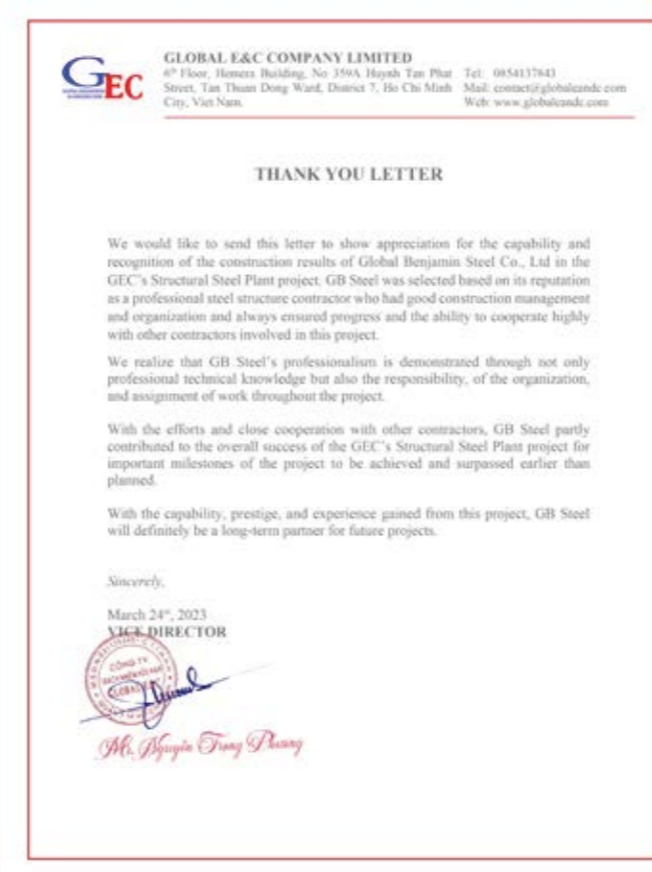 GEC
GLOBAL E&C COMPANY LIMITED
6th Floor, Homera Building, No 359A Huynh Tan Phat
Street, Tan Thuan Dong Ward, District 7, Ho Chi Minh
City, Viet Nam.
Tel: 0854137843
Mail: contact@globaleandc.com
Web: www.globaleandc.com
THANK YOU LETTER
We would like to send this letter to show appreciation for the capability and
recognition of the construction results of Global Benjamin Steel Co., Ltd in the
GEC's Structural Steel Plant project. GB Steel was selected based on its reputation
as a professional steel structure contractor who had good construction management
and organization and always ensured progress and the ability to cooperate highly
with other contractors involved in this project.
We realize that GB Steel's professionalism is demonstrated through not only
professional technical knowledge but also the responsibility, of the organization,
and assignment of work throughout the project.
With the efforts and close cooperation with other contractors, GB Steel partly
contributed to the overall success of the GEC's Structural Steel Plant project for
important milestones of the project to be achieved and surpassed earlier than
planned.
With the capability, prestige, and experience gained from this project, GB Steel
will definitely be a long-term partner for future projects.
Sincerely,
March 24th, 2023
VICE DIRECTOR
CÔNG TY
GLOBAL E&C
Mr. Nguyễn Trọng Phương